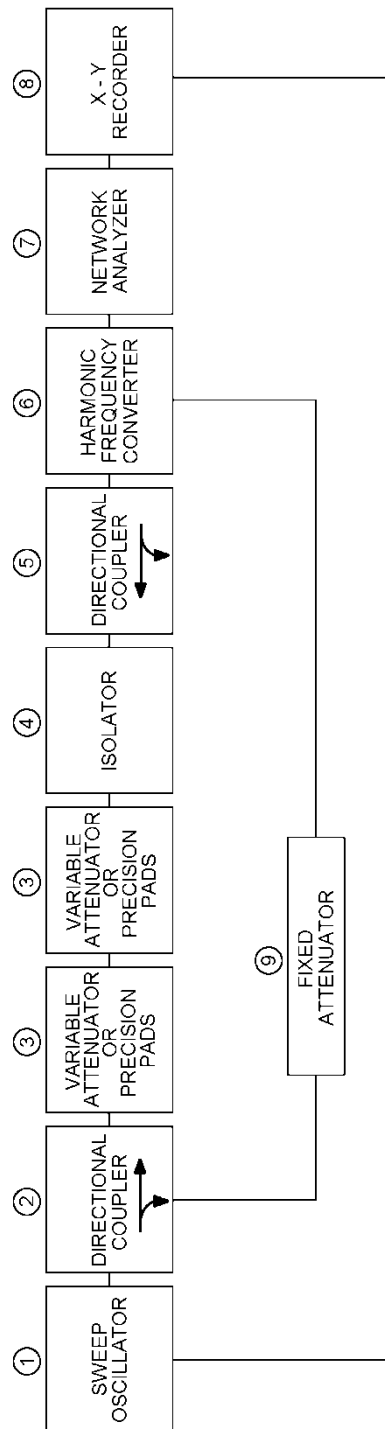 1
SWEEP
OSCILLATOR
2
DIRECTIONAL
COUPLER
3
VARIABLE
ATTENUATOR
OR
PRECISION
PADS
3
VARIABLE
ATTENUATOR
OR
PRECISION
PADS
4
ISOLATOR
5
DIRECTIONAL
COUPLER
6
HARMONIC
FREQUENCY
CONVERTER
7
NETWORK
ANALYZER
8
X - Y
RECORDER
9
FIXED
ATTENUATOR